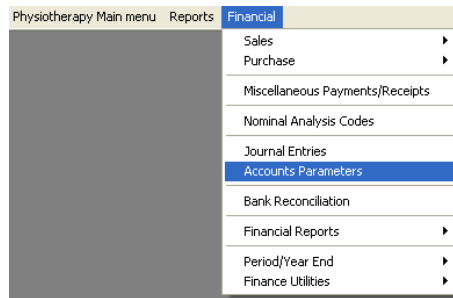 Physiotherapy Main menu Reports Financial
Sales
Purchase
Miscellaneous Payments/Receipts
Nominal Analysis Codes
Journal Entries
Accounts Parameters
Bank Reconciliation
Financial Reports
Period/Year End
Finance Utilities